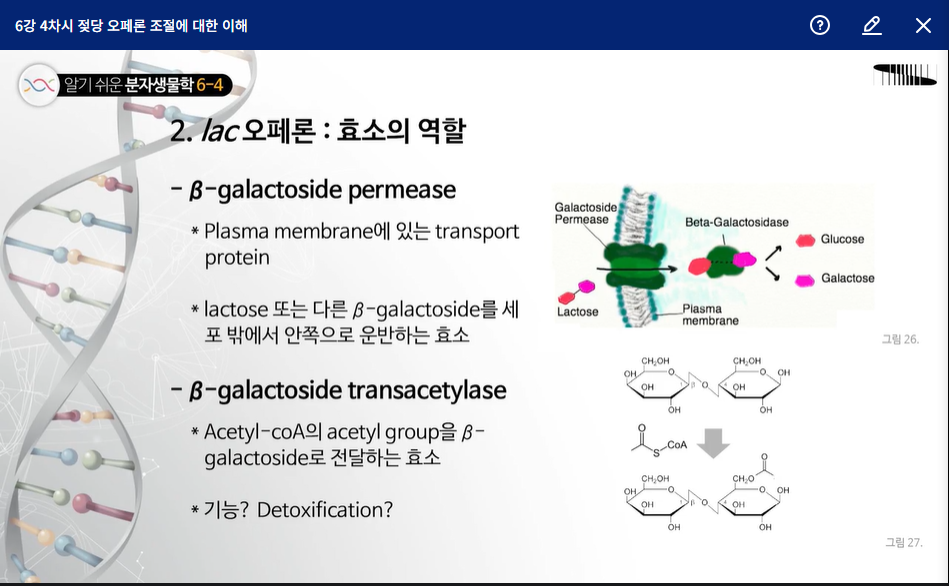 6강 4차시 젖당 오페론 조절에 대한 이해
알기 쉬운 분자생물학 6-4
2. lac 오페론 : 효소의 역할
- β-galactoside permease
* Plasma membrane에 있는 transport
protein
* lactose 또는 다른 β-galactoside를 세
포 밖에서 안쪽으로 운반하는 효소
- β-galactoside transacetylase
* Acetyl-coA의 acetyl group을 β-
galactoside로 전달하는 효소
* 기능? Detoxification?
Galactoside
Permease
Beta-Galactosidase
Glucose
Galactose
Lactose
Plasma
membrane
그림 26.
CH₂OH
CH₂OH
OH
O
OH
O
OH
1
β
O
4
OH
OH
OH
O
S
CoA
O
CH₂OH
CH₂O
OH
O
OH
O
OH
1
β
O
4
OH
OH
OH
그림 27.